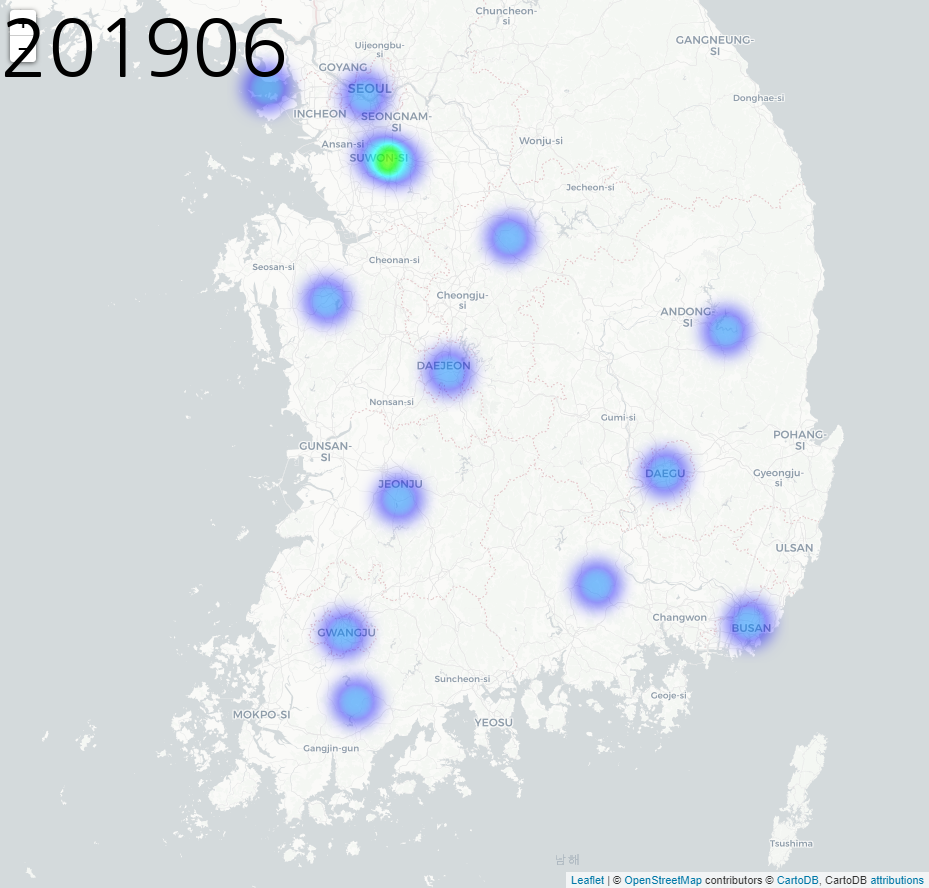 201906
Chuncheon-
si
GANGNEUNG-
SI
Uijeongbu-
si
GOYANG
SEOUL
Donghae-si
INCHEON
SEONGNAM-
SI
Ansan-si
Wonju-si
SUWON-SI
Jecheon-si
Cheonan-si
Seosan-si
Cheongju-
si
ANDONG-
SI
DAEJEON
Nonsan-si
Gumi-si
POHANG-
SI
GUNSAN-
SI
DAEGU
Gyeongju-
si
JEONJU
ULSAN
Changwon
BUSAN
GWANGJU
Suncheon-si
Geoje-si
MOKPO-SI
YEOSU
Gangjin-gun
Tsushima
남해
Leaflet | © OpenStreetMap contributors © CartoDB, CartoDB attributions